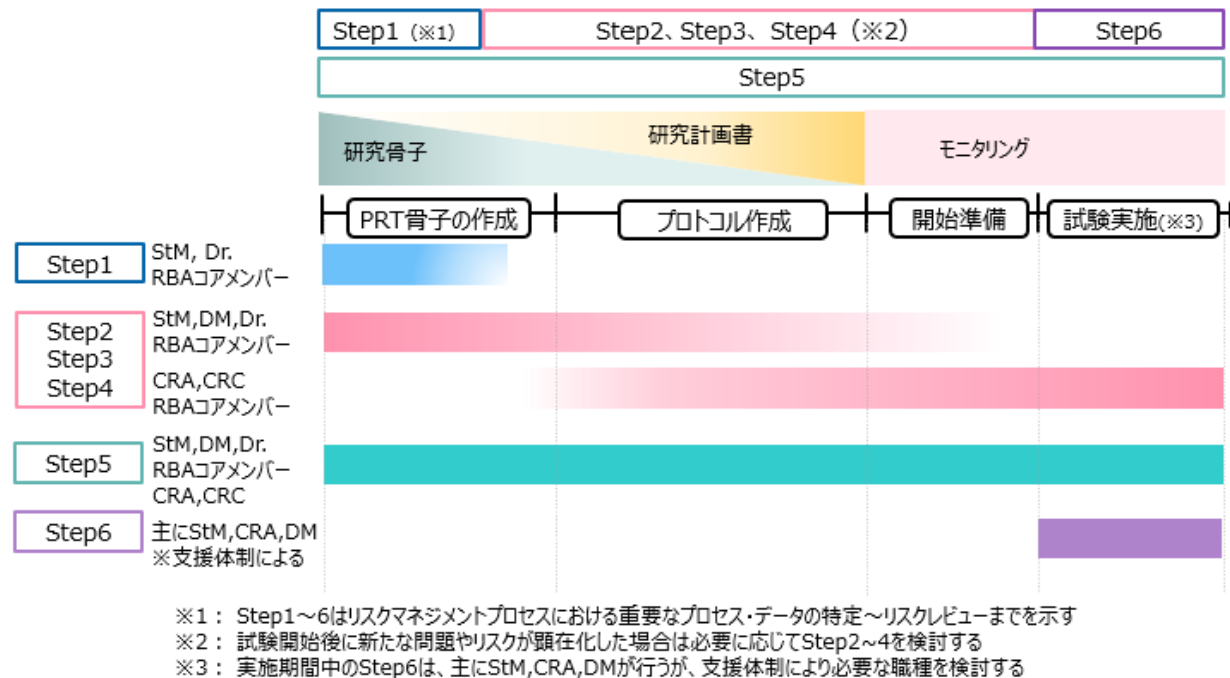 Step1 (※1)
Step2、Step3、 Step4 (※2)
Step6
Step5
研究骨子
研究計画書
モニタリング
PRT骨子の作成
プロトコル作成
開始準備
試験実施(※3)
Step1
StM, Dr.
RBAコアメンバー
Step2
Step3
Step4
StM,DM,Dr.
RBAコアメンバー
CRA,CRC
RBAコアメンバー
Step5
StM,DM,Dr.
RBAコアメンバー
CRA,CRC
Step6
主にStM,CRA,DM
※支援体制による
※1： Step1～6はリスクマネジメントプロセスにおける重要なプロセス・データの特定～リスクレビューまでを示す
※2： 試験開始後に新たな問題やリスクが顕在化した場合は必要に応じてStep2～4を検討する
※3： 実施期間中のStep6は、主にStM,CRA,DMが行うが、支援体制により必要な職種を検討する